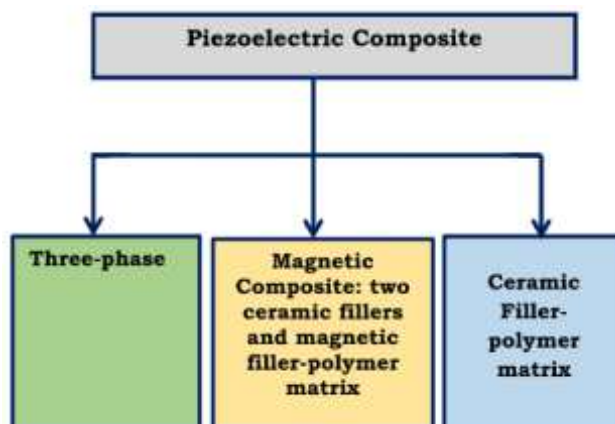 Piezoelectric Composite
Three-phase
Magnetic
Composite: two
ceramic fillers
and magnetic
filler-polymer
matrix
Ceramic
Filler-
polymer
matrix